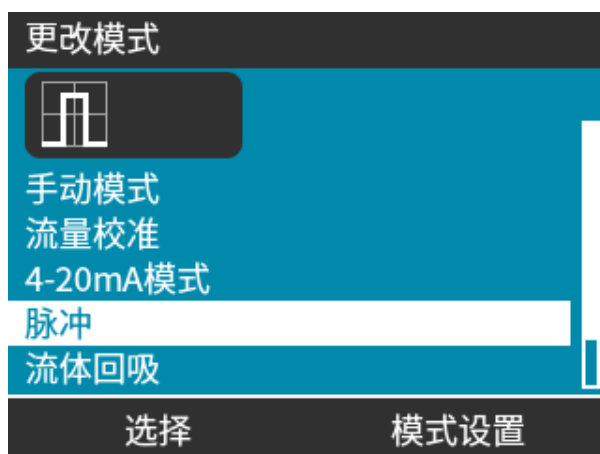 更改模式
手动模式
流量校准
4-20mA模式
脉冲
流体回吸
选择 模式设置